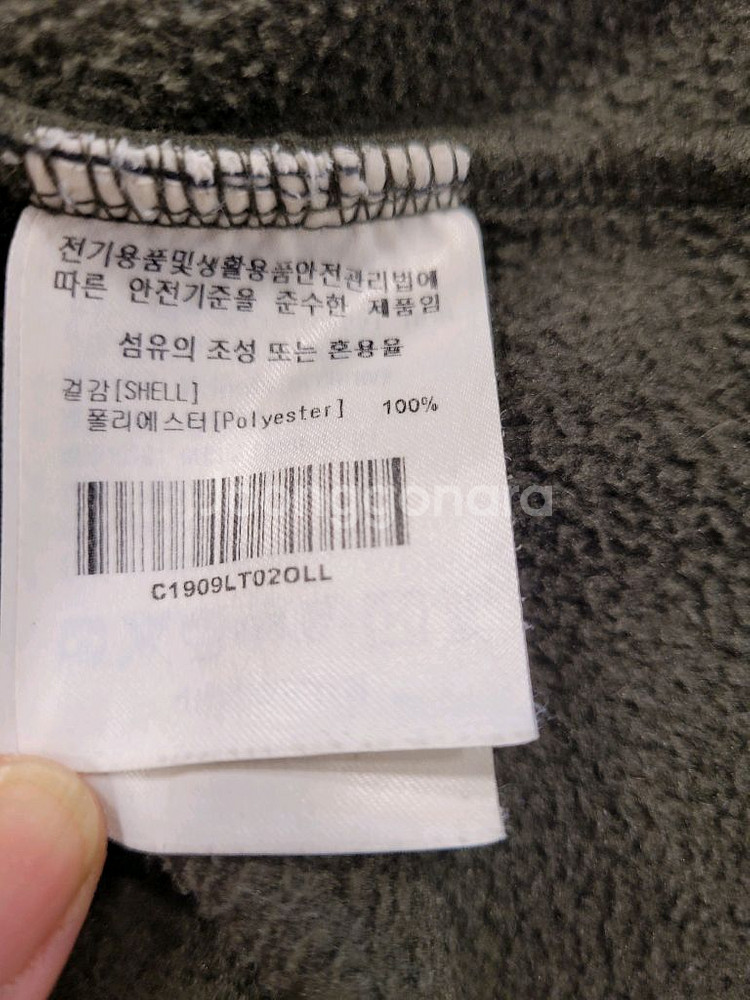 전기용품및생활용품안전관리법에
따른 안전기준을 준수한 제품임
섬유의 조성 또는 혼용율
겉감[SHELL]
폴리에스터[Polyester] 100%
joonggonara
C1909LT02OLL